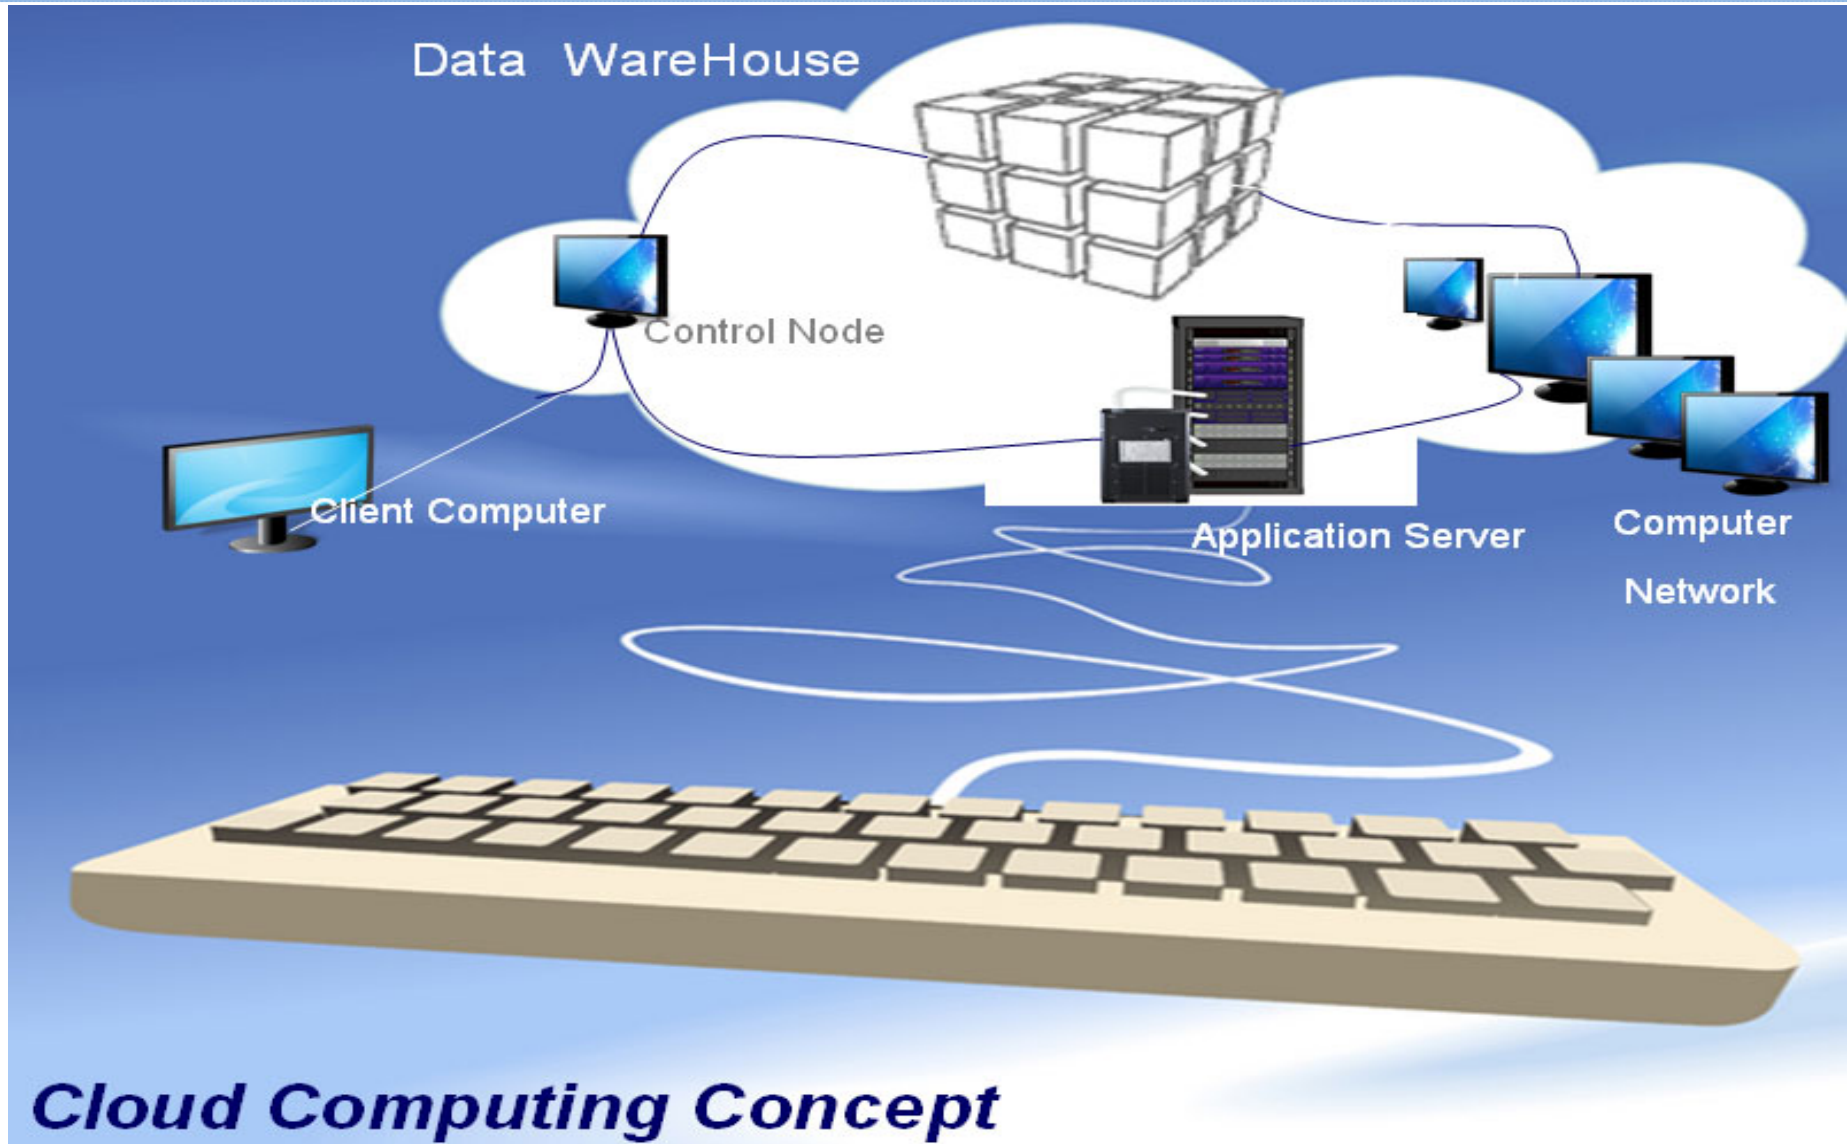 Data WareHouse
Control Node
Client Computer
Application Server
Computer
Network
Cloud Computing Concept